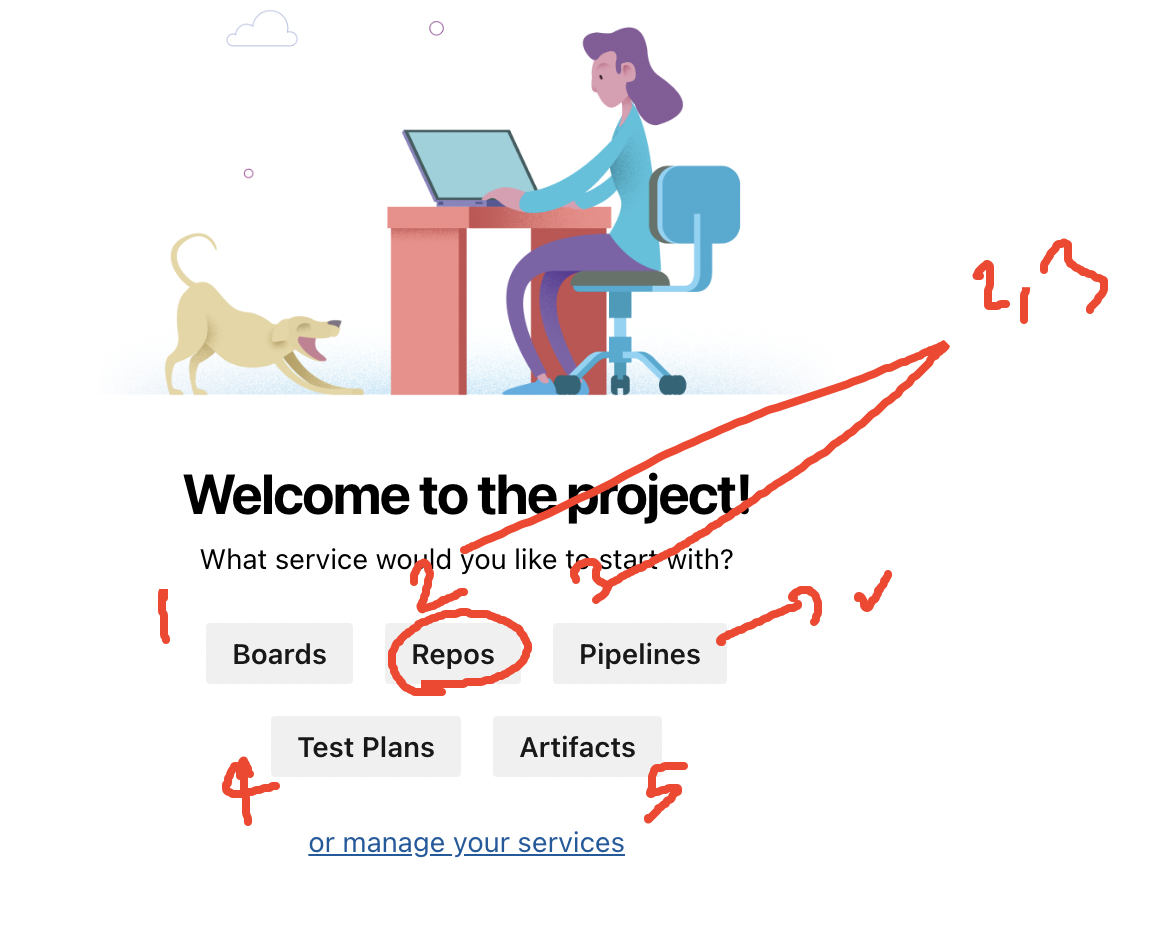 2, 3
Welcome to the project!
What service would you like to start with?
2 3
1
Boards Repos Pipelines
Test Plans Artifacts
4 5
or manage your services